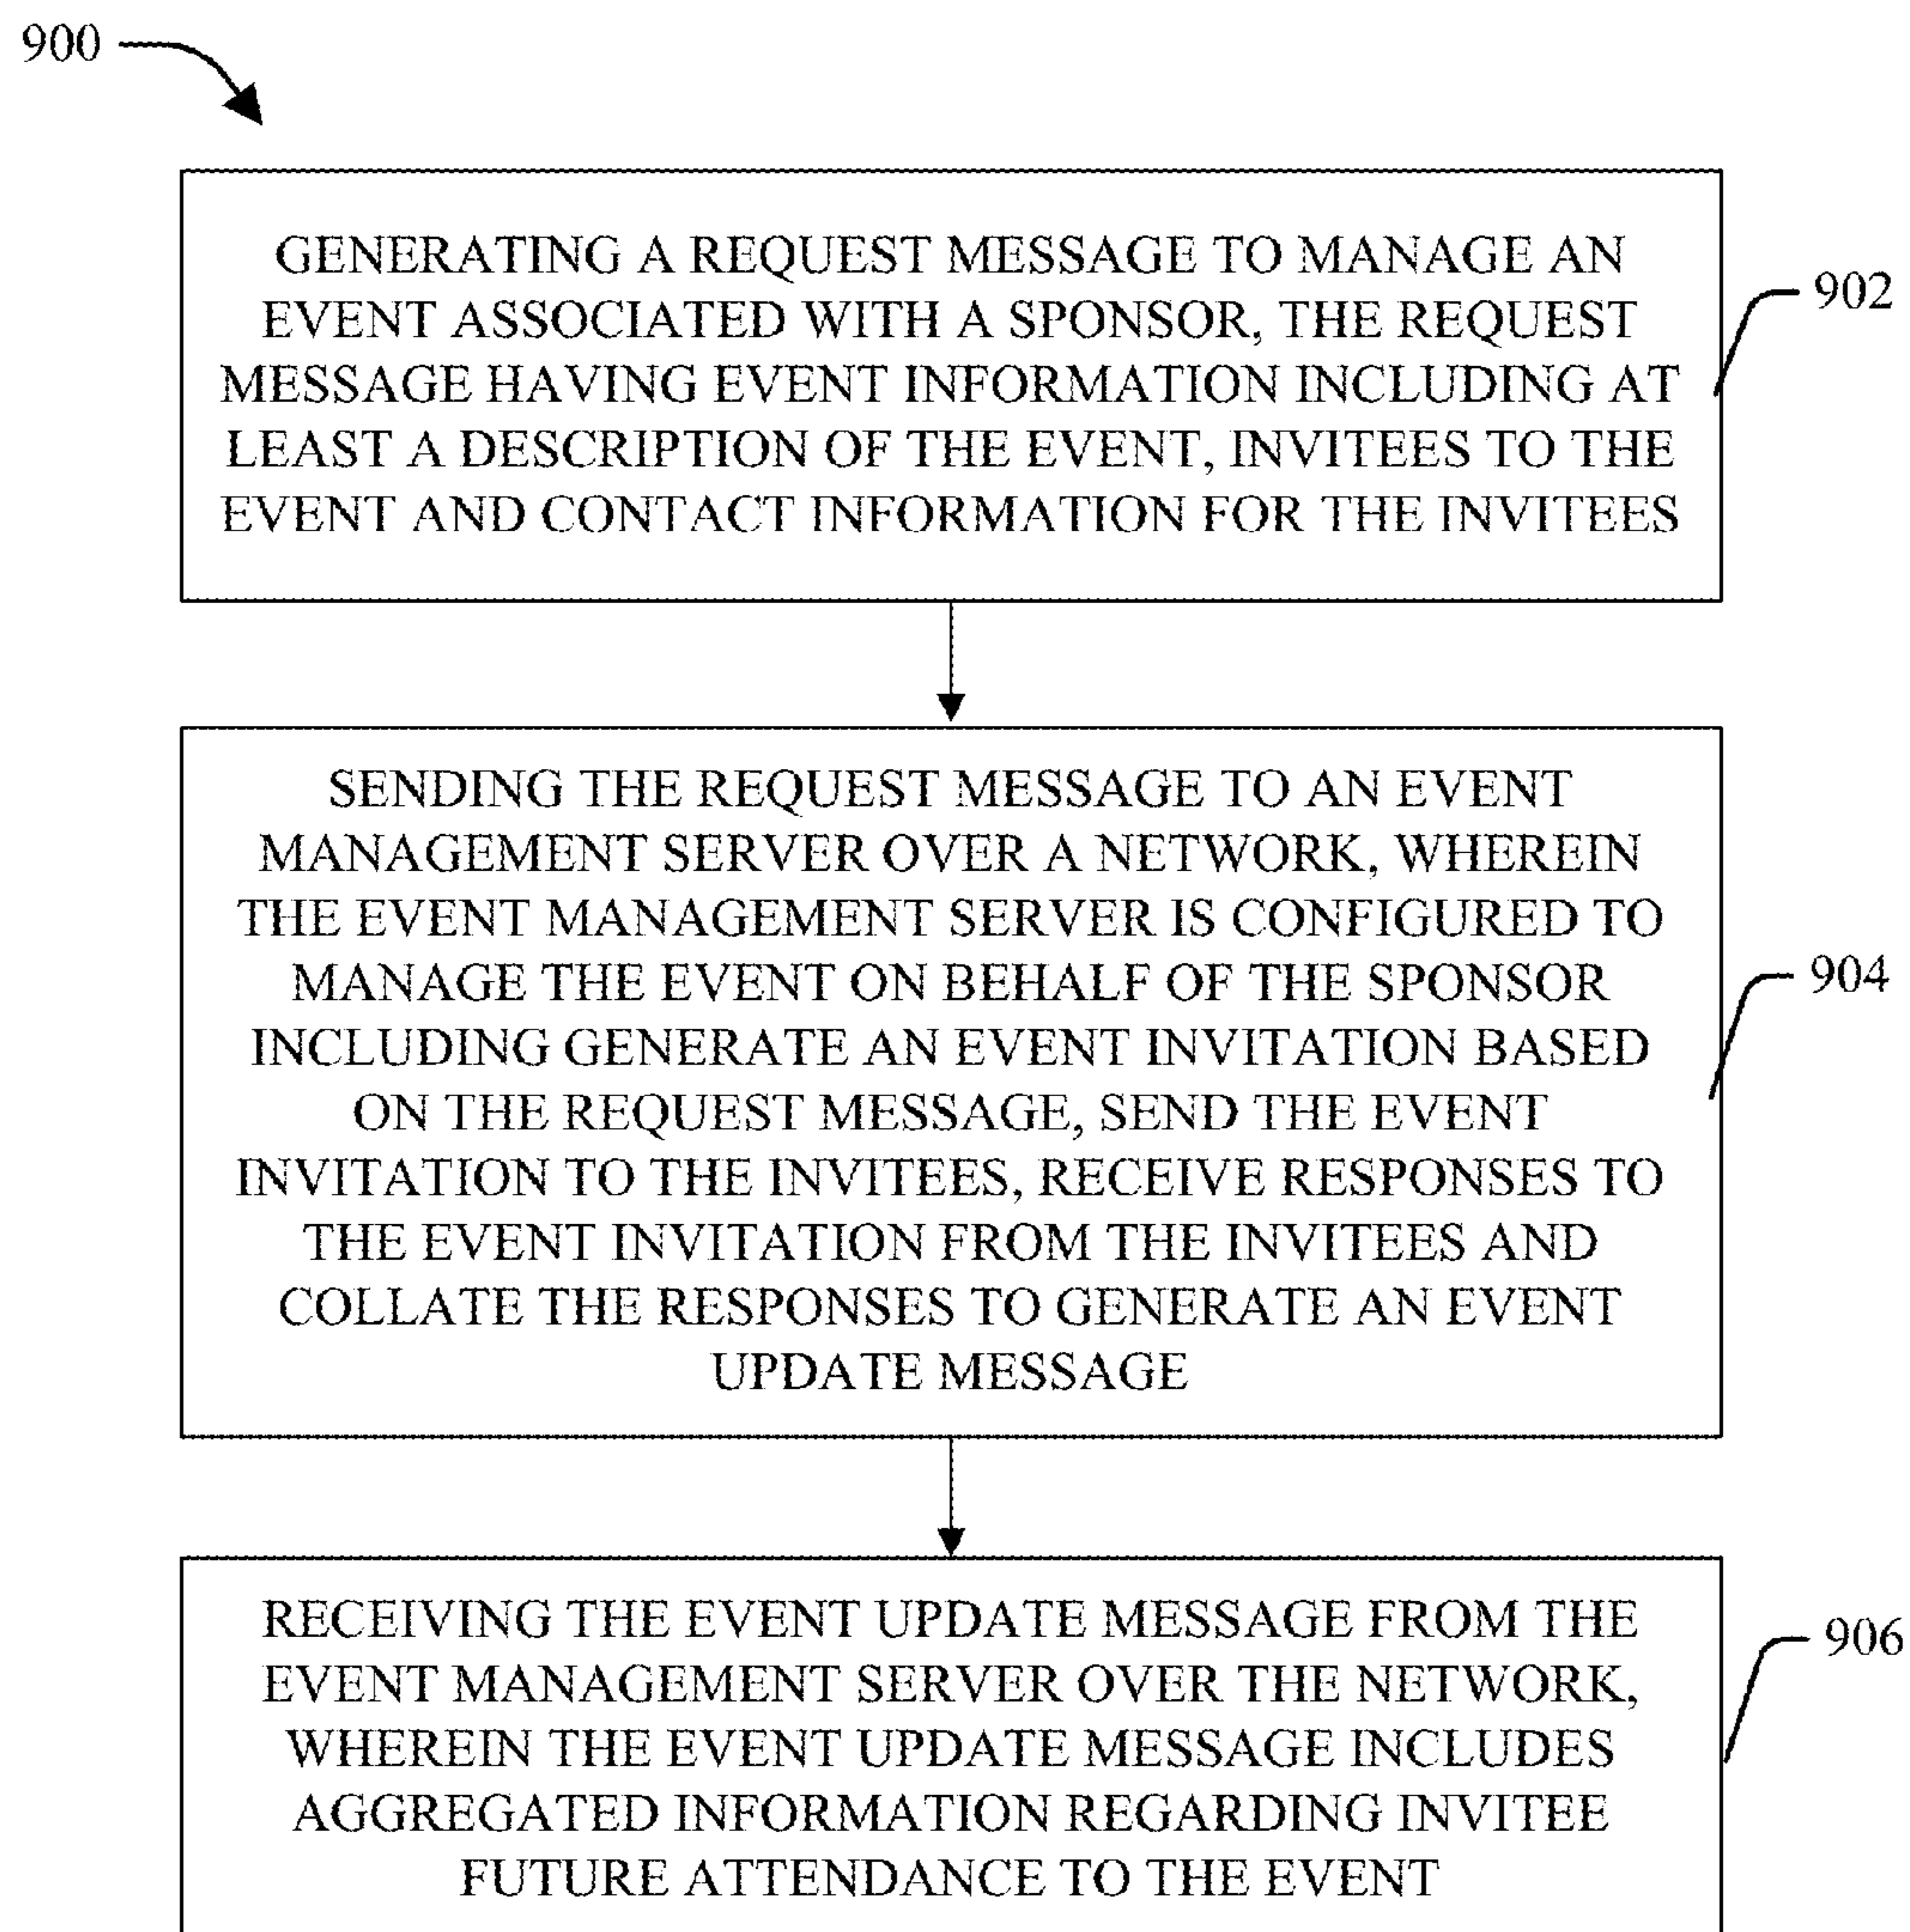 900
GENERATING A REQUEST MESSAGE TO MANAGE AN
EVENT ASSOCIATED WITH A SPONSOR, THE REQUEST
MESSAGE HAVING EVENT INFORMATION INCLUDING AT
LEAST A DESCRIPTION OF THE EVENT, INVITEES TO THE
EVENT AND CONTACT INFORMATION FOR THE INVITEES
902
SENDING THE REQUEST MESSAGE TO AN EVENT
MANAGEMENT SERVER OVER A NETWORK, WHEREIN
THE EVENT MANAGEMENT SERVER IS CONFIGURED TO
MANAGE THE EVENT ON BEHALF OF THE SPONSOR
INCLUDING GENERATE AN EVENT INVITATION BASED
ON THE REQUEST MESSAGE, SEND THE EVENT
INVITATION TO THE INVITEES, RECEIVE RESPONSES TO
THE EVENT INVITATION FROM THE INVITEES AND
COLLATE THE RESPONSES TO GENERATE AN EVENT
UPDATE MESSAGE
904
RECEIVING THE EVENT UPDATE MESSAGE FROM THE
EVENT MANAGEMENT SERVER OVER THE NETWORK,
WHEREIN THE EVENT UPDATE MESSAGE INCLUDES
AGGREGATED INFORMATION REGARDING INVITEE
FUTURE ATTENDANCE TO THE EVENT
906